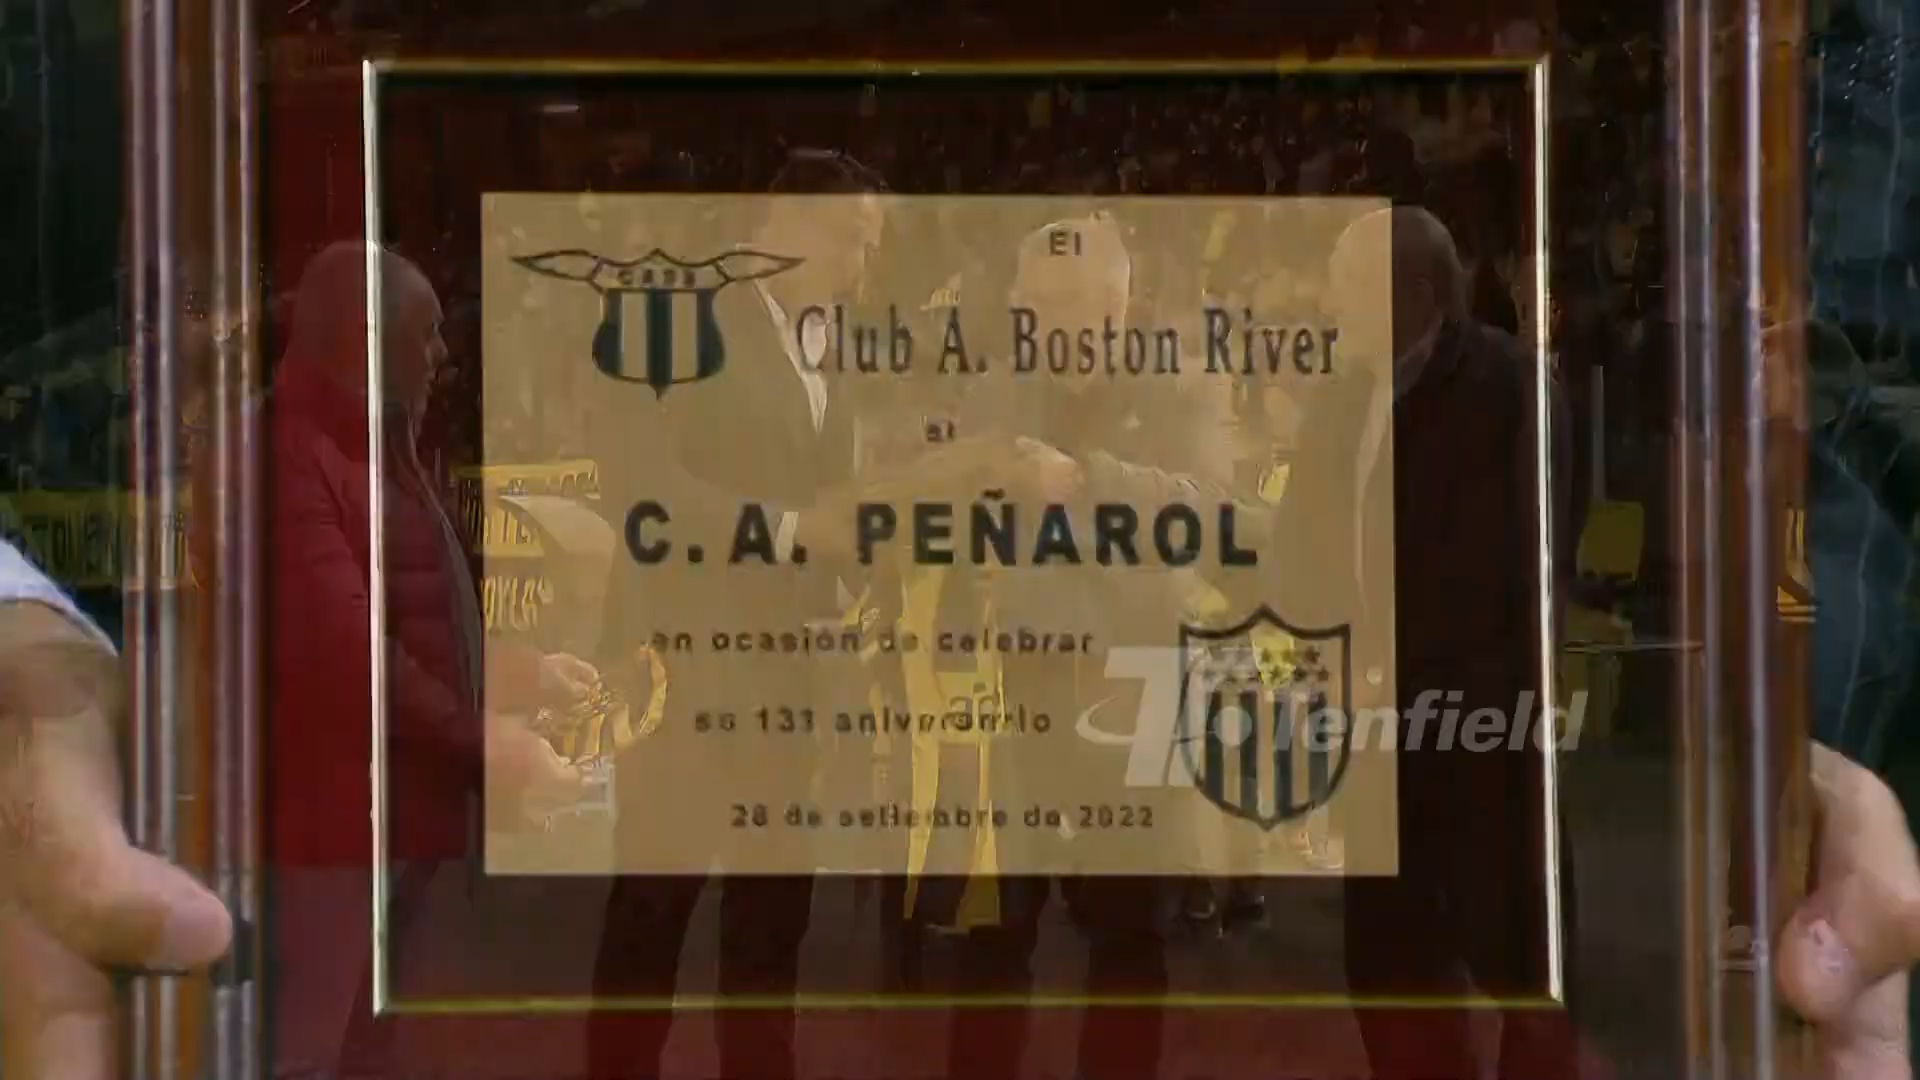 El
Club A. Boston River
al
C. A. PEÑAROL
en ocasión de celebrar
su 131 aniversario
28 de setiembre de 2022
Tenfield